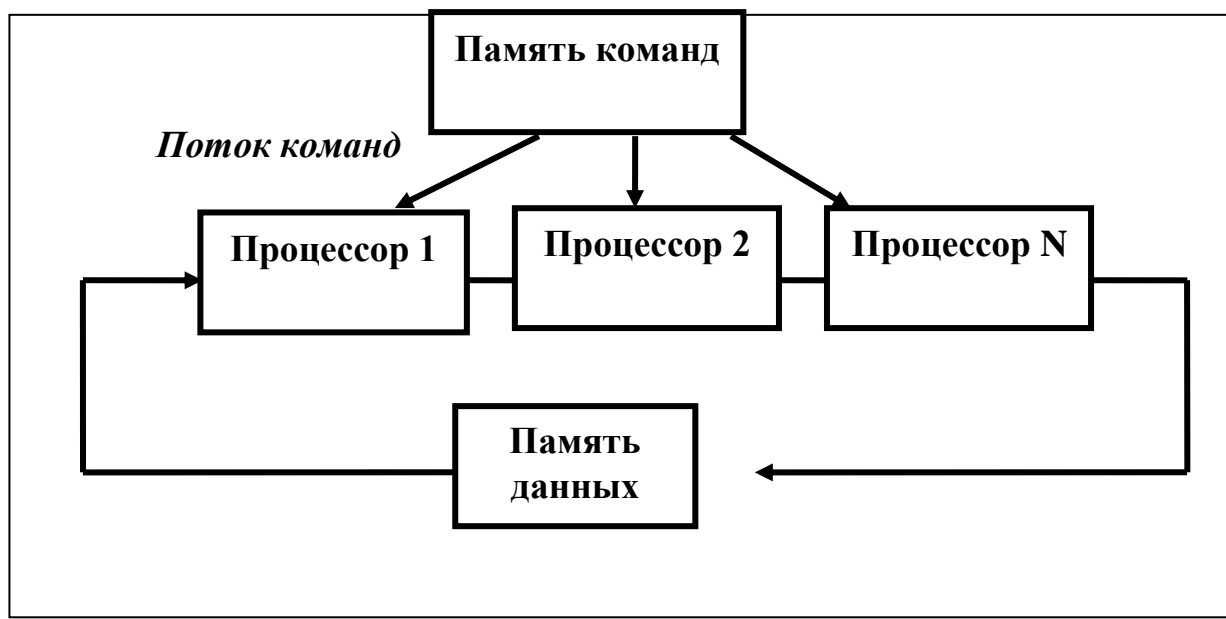 Память команд
Поток команд
Процессор 1
Процессор 2
Процессор N
Память
данных